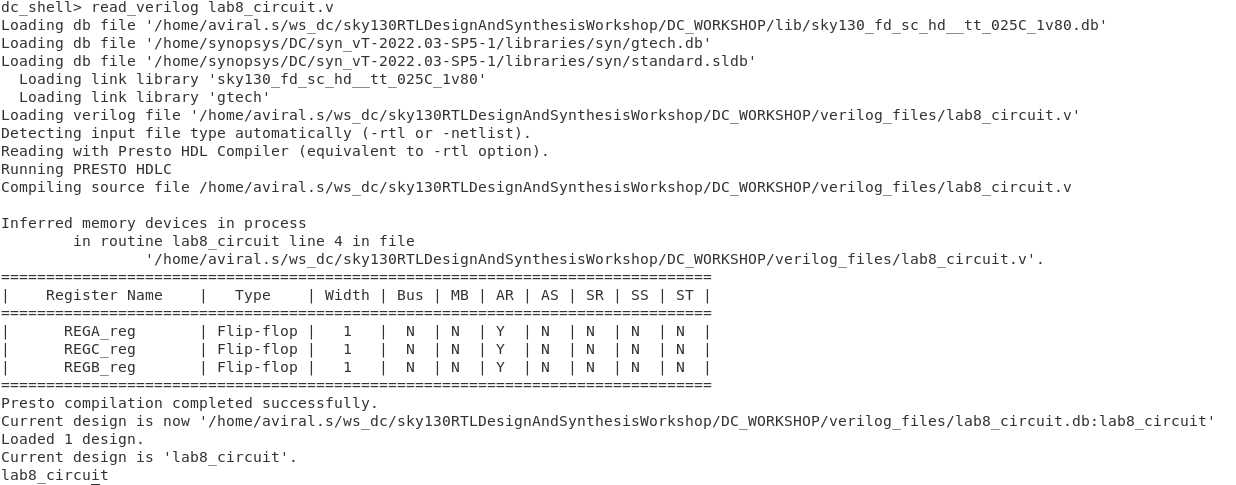 dc_shell> read_verilog lab8_circuit.v
Loading db file '/home/aviral.s/ws_dc/sky130RTLDesignAndSynthesisWorkshop/DC_WORKSHOP/lib/sky130_fd_sc_hd__tt_025C_1v80.db'
Loading db file '/home/synopsys/DC/syn_vT-2022.03-SP5-1/libraries/syn/gtech.db'
Loading db file '/home/synopsys/DC/syn_vT-2022.03-SP5-1/libraries/syn/standard.sldb'
  Loading link library 'sky130_fd_sc_hd__tt_025C_1v80'
  Loading link library 'gtech'
Loading verilog file '/home/aviral.s/ws_dc/sky130RTLDesignAndSynthesisWorkshop/DC_WORKSHOP/verilog_files/lab8_circuit.v'
Detecting input file type automatically (-rtl or -netlist).
Reading with Presto HDL Compiler (equivalent to -rtl option).
Running PRESTO HDLC
Compiling source file /home/aviral.s/ws_dc/sky130RTLDesignAndSynthesisWorkshop/DC_WORKSHOP/verilog_files/lab8_circuit.v

Inferred memory devices in process
        in routine lab8_circuit line 4 in file
                '/home/aviral.s/ws_dc/sky130RTLDesignAndSynthesisWorkshop/DC_WORKSHOP/verilog_files/lab8_circuit.v'.
===============================================================================
|    Register Name    |   Type    | Width | Bus | MB | AR | AS | SR | SS | ST |
===============================================================================
|      REGA_reg       | Flip-flop |   1   |  N  | N  | Y  | N  | N  | N  | N  |
|      REGC_reg       | Flip-flop |   1   |  N  | N  | Y  | N  | N  | N  | N  |
|      REGB_reg       | Flip-flop |   1   |  N  | N  | Y  | N  | N  | N  | N  |
===============================================================================
Presto compilation completed successfully.
Current design is now '/home/aviral.s/ws_dc/sky130RTLDesignAndSynthesisWorkshop/DC_WORKSHOP/verilog_files/lab8_circuit.db:lab8_circuit'
Loaded 1 design.
Current design is 'lab8_circuit'.
lab8_circuit